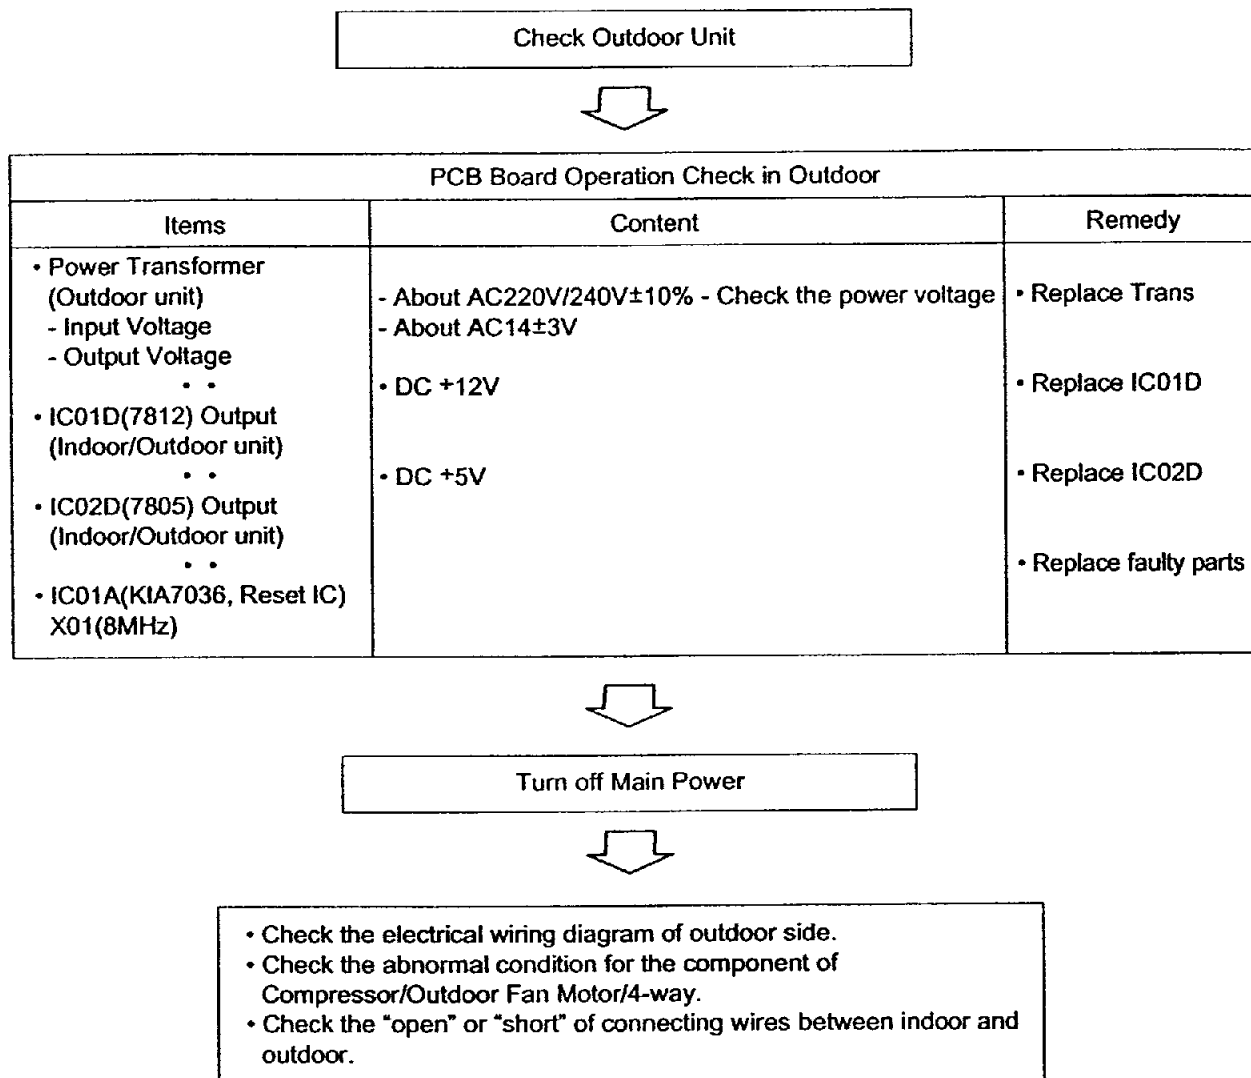 Check Outdoor Unit
PCB Board Operation Check in Outdoor
Items
Content
Remedy
• Power Transformer
(Outdoor unit)
- Input Voltage
- Output Voltage
• •
• IC01D(7812) Output
(Indoor/Outdoor unit)
• •
• IC02D(7805) Output
(Indoor/Outdoor unit)
• •
• IC01A(KIA7036, Reset IC)
X01(8MHz)
- About AC220V/240V±10% - Check the power voltage
- About AC14±3V
• DC +12V
• DC +5V
• Replace Trans
• Replace IC01D
• Replace IC02D
• Replace faulty parts
Turn off Main Power
• Check the electrical wiring diagram of outdoor side.
• Check the abnormal condition for the component of
Compressor/Outdoor Fan Motor/4-way.
• Check the "open" or "short" of connecting wires between indoor and
outdoor.